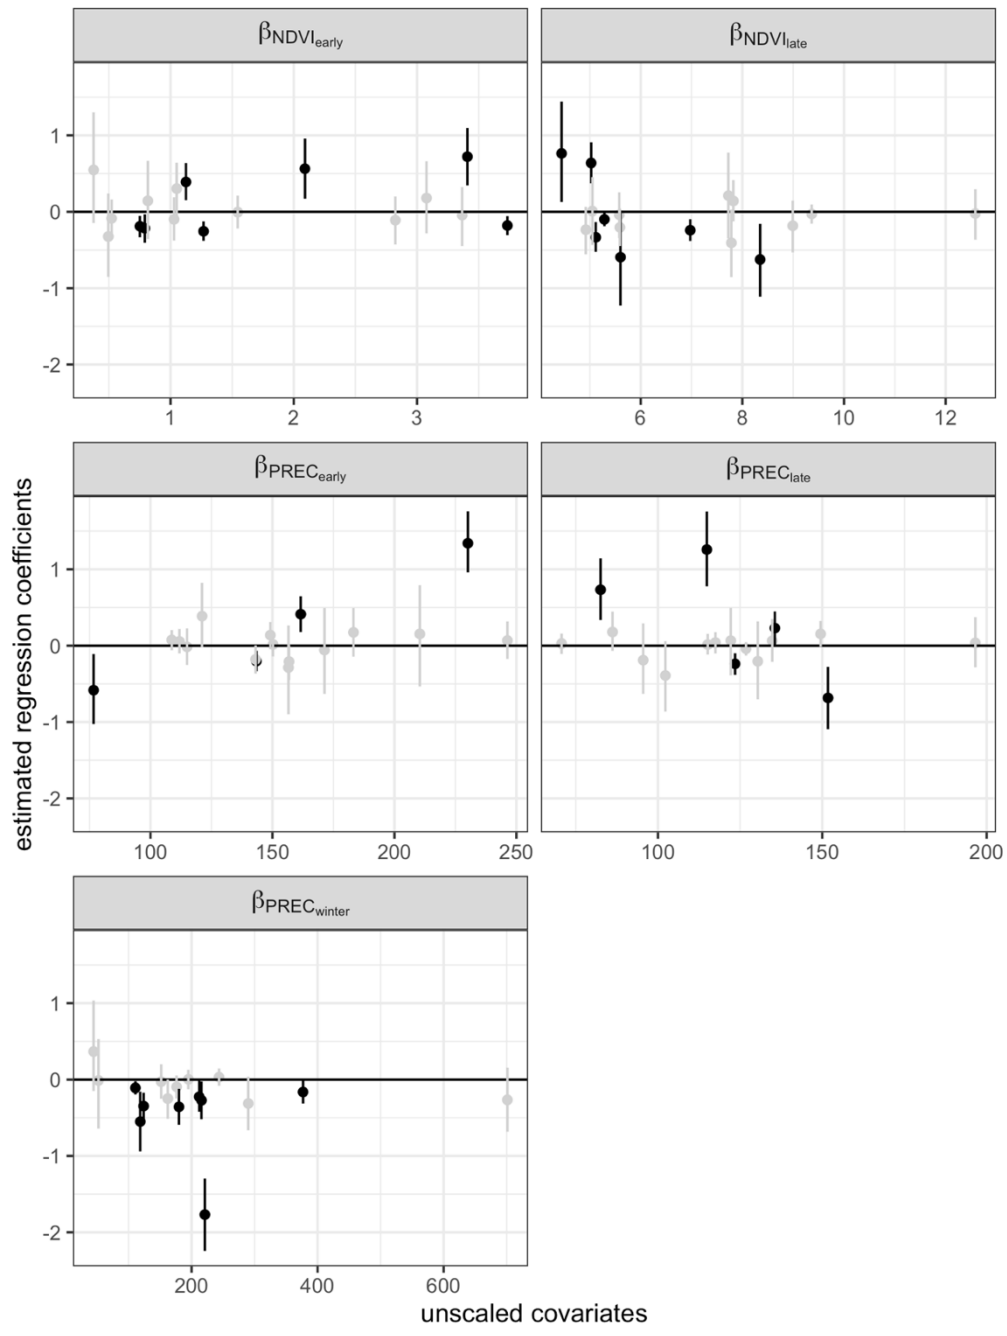 βNDVIearly
βNDVIlate
1
0
-1
-2
1 2 3
6 8 10 12
βPRECearly
βPREClate
estimated regression coefficients
1
0
-1
-2
100 150 200 250
100 150 200
βPRECwinter
1
0
-1
-2
200 400 600
unscaled covariates